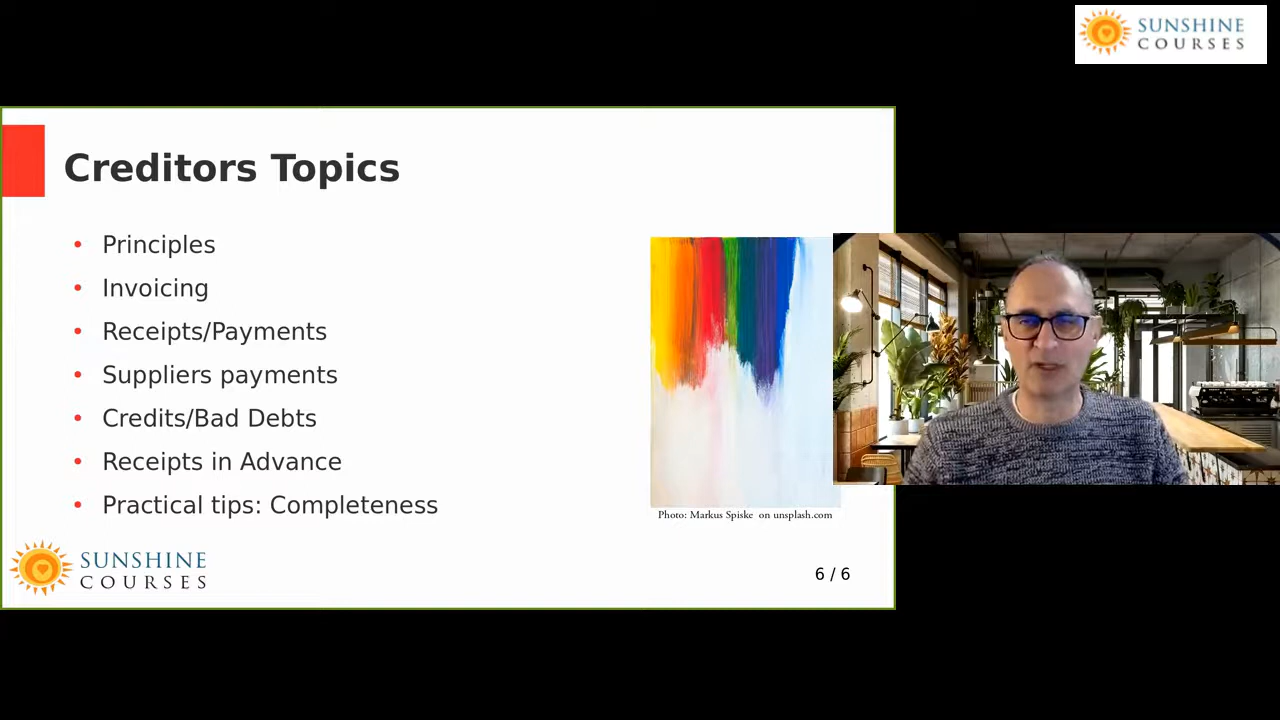 SUNSHINE
COURSES
Creditors Topics
• Principles
• Invoicing
• Receipts/Payments
• Suppliers payments
• Credits/Bad Debts
• Receipts in Advance
• Practical tips: Completeness
Photo: Markus Spiske on unsplash.com
SUNSHINE
COURSES
6 / 6